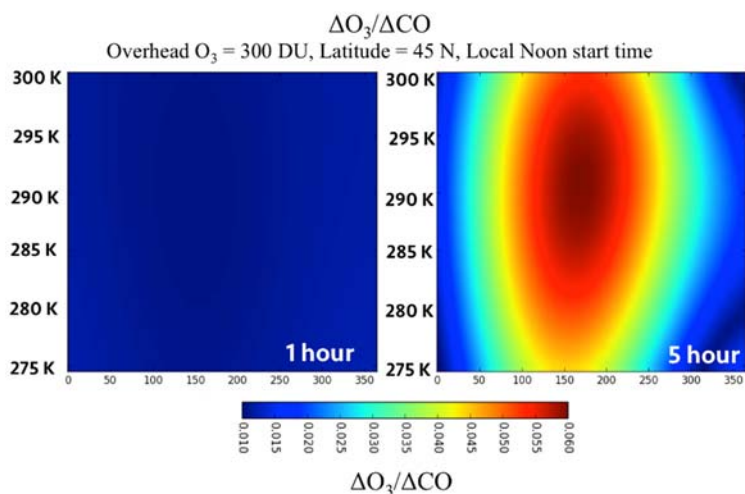 ΔO₃/ΔCO
Overhead O₃ = 300 DU, Latitude = 45 N, Local Noon start time
300 K
295 K
290 K
285 K
280 K
275 K
1 hour
0 50 100 150 200 250 300
300 K
295 K
290 K
285 K
280 K
275 K
5 hour
0 50 100 150 200 250 300 350
0.010 0.015 0.020 0.025 0.030 0.035 0.040 0.045 0.050 0.055 0.060
ΔO₃/ΔCO